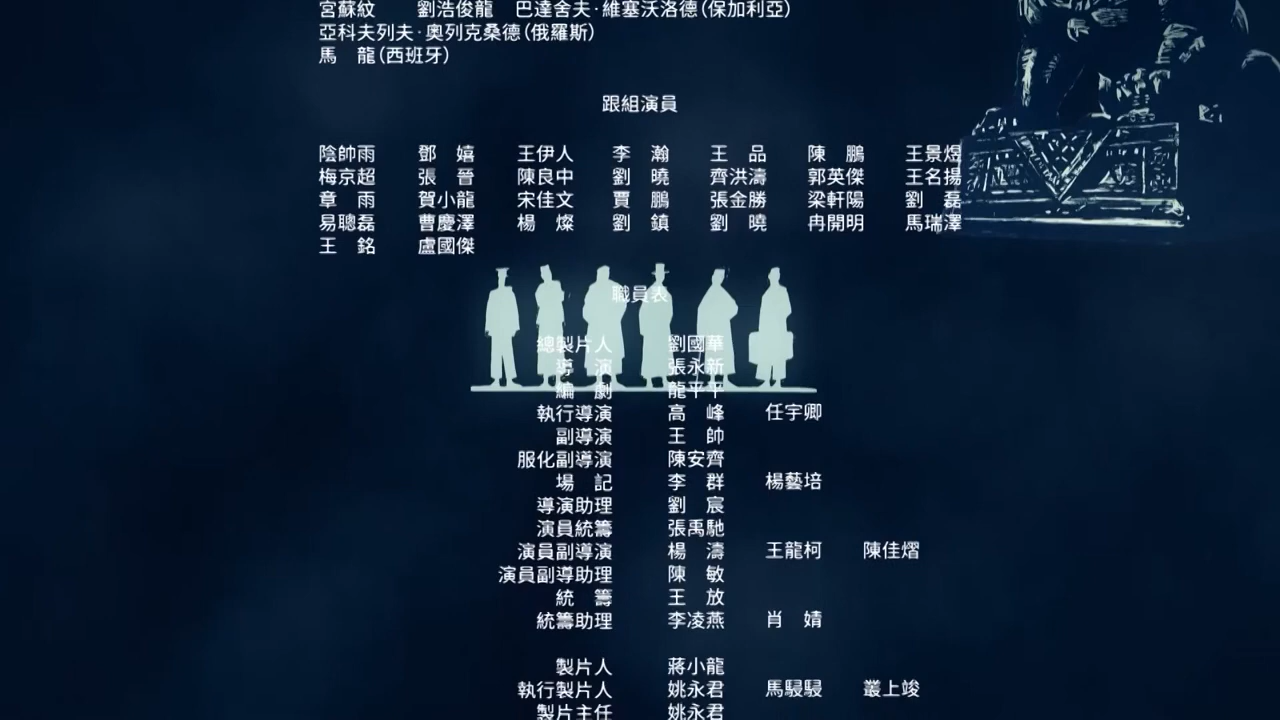 宮蘇紋 劉浩俊龍 巴達舍夫·維塞沃洛德(保加利亞)
亞科夫列夫·奧列克桑德(俄羅斯)
馬 龍(西班牙)
跟組演員
陰帥雨 鄧 嬉 王伊人 李 瀚 王 品 陳 鵬 王景煜
梅京超 張 晉 陳良中 劉 曉 齊洪濤 郭英傑 王名揚
章 雨 賀小龍 宋佳文 賈 鵬 張金勝 梁軒陽 劉 磊
易聰磊 曹慶澤 楊 燦 劉 鎮 劉 曉 冉開明 馬瑞澤
王 銘 盧國傑
職員表
總製片人 劉國華
導 演 張永新
編 劇 龍平平
執行導演 高 峰 任宇卿
副導演 王 帥
服化副導演 陳安齊
場 記 李 群 楊藝培
導演助理 劉 宸
演員統籌 張禹馳
演員副導演 楊 濤 王龍柯 陳佳熠
演員副導助理 陳 敏
統 籌 王 放
統籌助理 李凌燕 肖 婧
製片人 蔣小龍
執行製片人 姚永君 馬騣騣 叢上竣
製片主任 姚永君